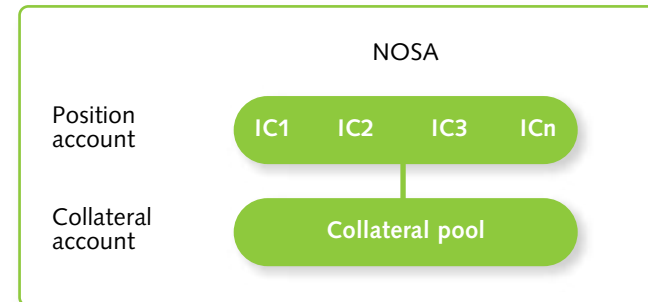 NOSA
Position
account
IC1 IC2 IC3 ICn
Collateral
account
Collateral pool